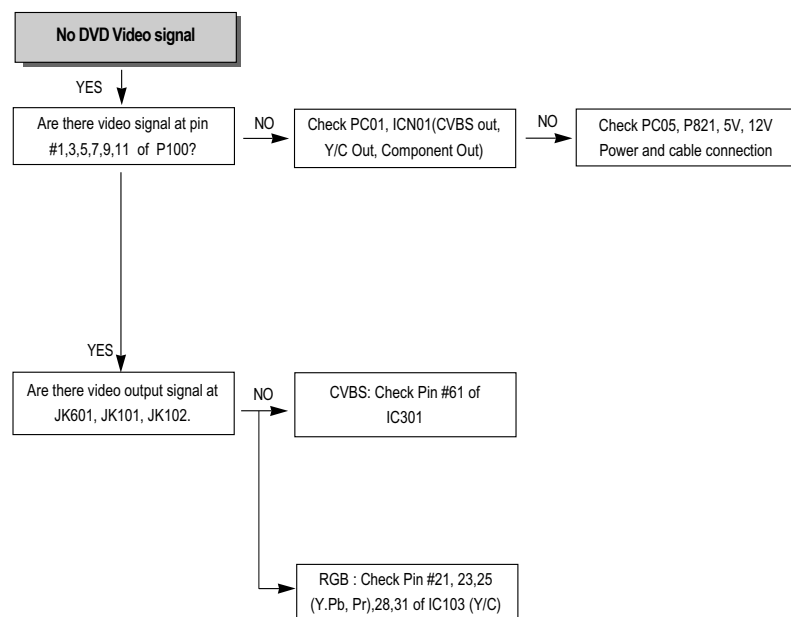 No DVD Video signal
YES
Are there video signal at pin
#1,3,5,7,9,11 of P100?
NO
Check PC01, ICN01(CVBS out,
Y/C Out, Component Out)
NO
Check PC05, P821, 5V, 12V
Power and cable connection
YES
Are there video output signal at
JK601, JK101, JK102.
NO
CVBS: Check Pin #61 of
IC301
RGB : Check Pin #21, 23,25
(Y.Pb, Pr),28,31 of IC103 (Y/C)